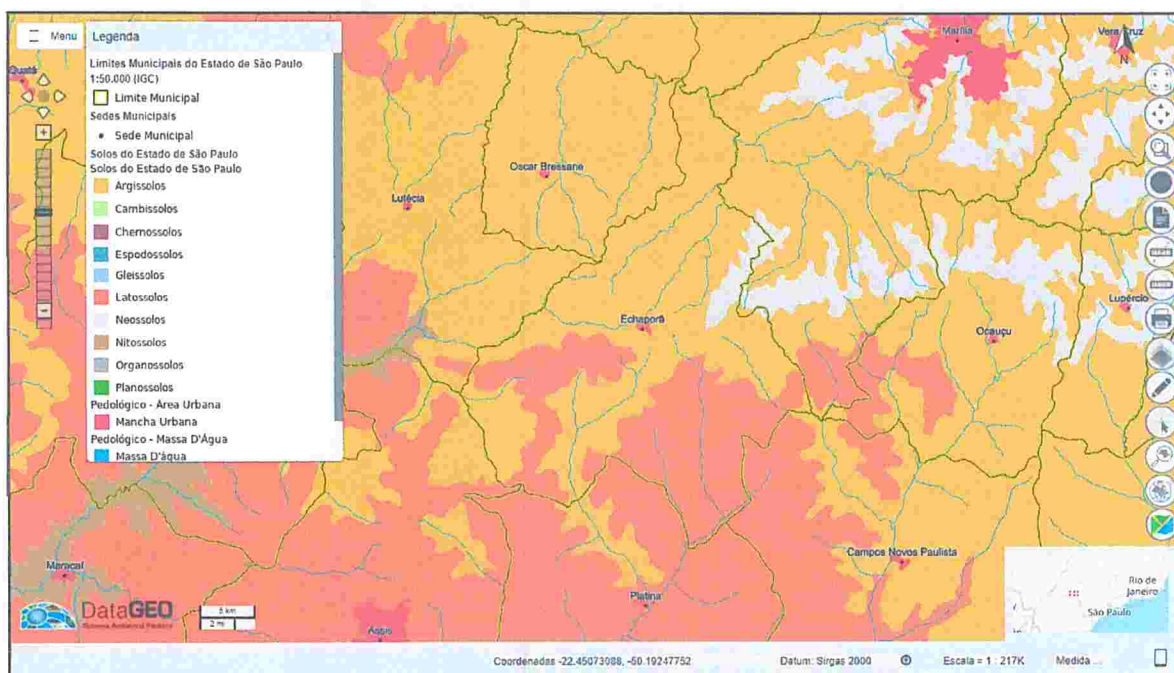 Menu
Legenda
Limites Municipais do Estado de São Paulo
1:50.000 (IGC)
Limite Municipal
Sedes Municipais
Sede Municipal
Solos do Estado de São Paulo
Solos do Estado de São Paulo
Argissolos
Cambissolos
Chernossolos
Espodossolos
Gleissolos
Latossolos
Neossolos
Nitossolos
Organossolos
Planossolos
Pedológico - Área Urbana
Mancha Urbana
Pedológico - Massa D'Água
Massa D'água
Quatá
Marília
Vera Cruz
N
Oscar Bressane
Lutécia
Echaporã
Ocauçu
Lupércio
Campos Novos Paulista
Maracaí
Platina
Assis
DataGEO
Sistema Ambiental Paulista
5 km
2 mi
Rio de
Janeiro
São Paulo
Coordenadas -22.45073088, -50.19247752
Datum: Sirgas 2000
Escala = 1 : 217K
Medida ...